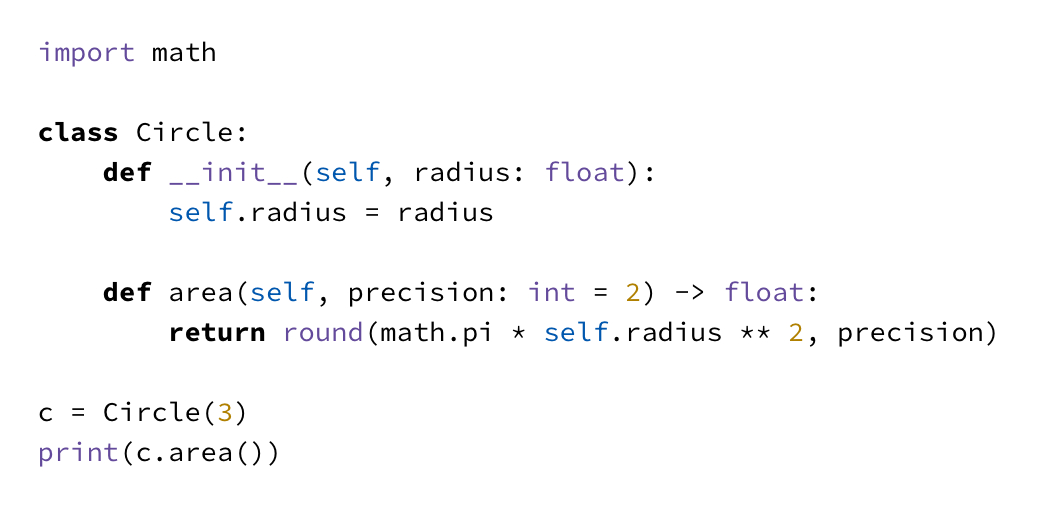 import math

class Circle:
    def __init__(self, radius: float):
        self.radius = radius

    def area(self, precision: int = 2) -> float:
        return round(math.pi * self.radius ** 2, precision)

c = Circle(3)
print(c.area())